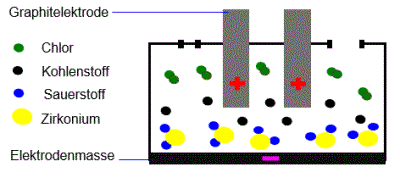 Graphitelektrode
Chlor
Kohlenstoff
Sauerstoff
Zirkonium
Elektrodenmasse